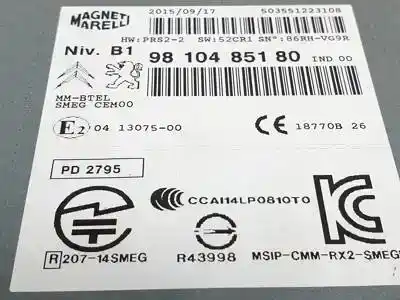 MAGNETI MARELLI
2015/09/17 503551223108
HW:PRS2-2 SW:52CR1 SN°:86RH-VG9R
Niv. B1
98 104 851 80 IND 00
MM-BTEL
SMEG CEM00
E2 04 13075-00
CE 18770B 26
PD 2795
CCC CCAI14LP0810T0
R 207-14SMEG
R43998
MSIP-CMM-RX2-SMEG